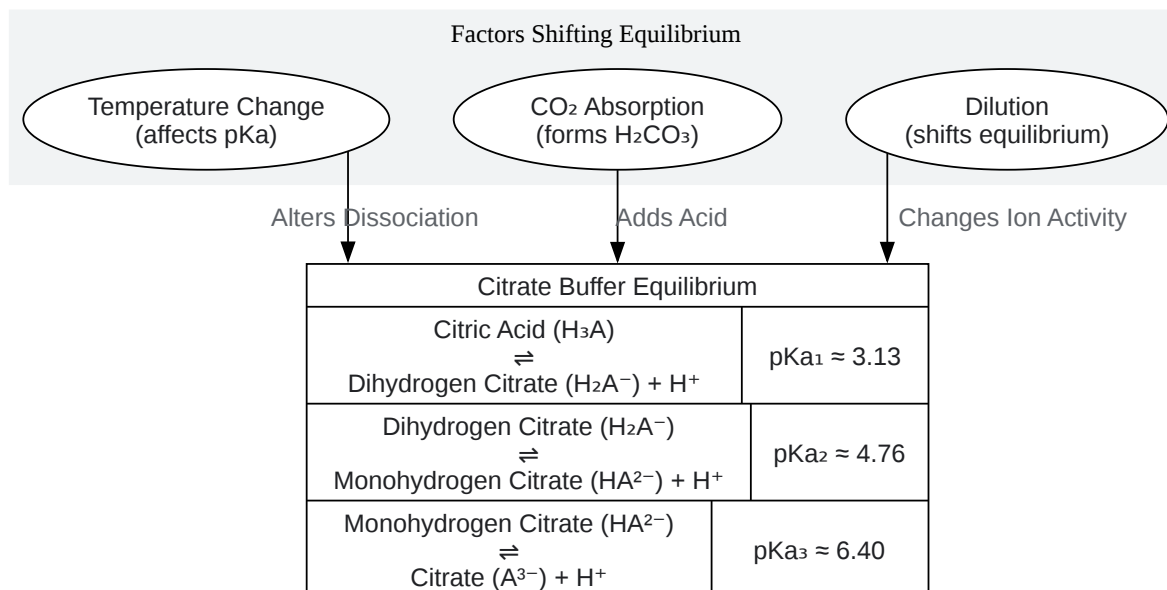 Factors Shifting Equilibrium
Temperature Change
(affects pKa)
CO₂ Absorption
(forms H₂CO₃)
Dilution
(shifts equilibrium)
Alters Dissociation
Adds Acid
Changes Ion Activity
Citrate Buffer Equilibrium
Citric Acid (H₃A)
⇌
Dihydrogen Citrate (H₂A⁻) + H⁺
pKa₁ ≈ 3.13
Dihydrogen Citrate (H₂A⁻)
⇌
Monohydrogen Citrate (HA²⁻) + H⁺
pKa₂ ≈ 4.76
Monohydrogen Citrate (HA²⁻)
⇌
Citrate (A³⁻) + H⁺
pKa₃ ≈ 6.40